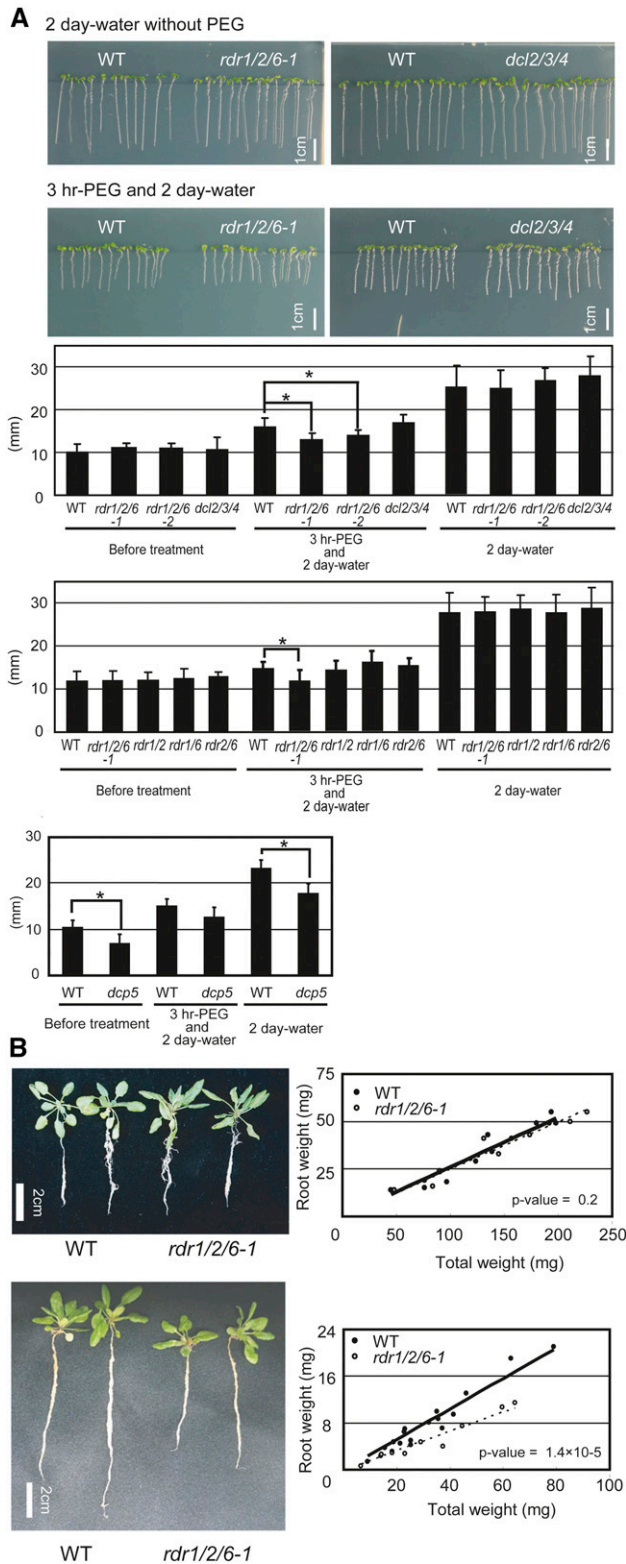 A
2 day-water without PEG
WT rdr1/2/6-1 WT dcl2/3/4
1cm 1cm
3 hr-PEG and 2 day-water
WT rdr1/2/6-1 WT dcl2/3/4
1cm 1cm
30
20
10
0
(mm)
WT rdr1/2/6 -1 rdr1/2/6 -2 dcl2/3/4 WT rdr1/2/6 -1 rdr1/2/6 -2 dcl2/3/4 WT rdr1/2/6 -1 rdr1/2/6 -2 dcl2/3/4
* *
Before treatment
3 hr-PEG
and
2 day-water
2 day-water
30
20
10
0
(mm)
*
WT rdr1/2/6 -1 rdr1/2 rdr1/6 rdr2/6 WT rdr1/2/6 -1 rdr1/2 rdr1/6 rdr2/6 WT rdr1/2/6 -1 rdr1/2 rdr1/6 rdr2/6
Before treatment
3 hr-PEG
and
2 day-water
2 day-water
30
20
10
0
(mm)
* *
WT dcp5 WT dcp5 WT dcp5
Before treatment
3 hr-PEG
and
2 day-water
2 day-water
B
2cm
WT rdr1/2/6-1
75
50
25
Root weight (mg)
WT
rdr1/2/6-1
p-value = 0.2
0 50 100 150 200 250
Total weight (mg)
2cm
WT rdr1/2/6-1
24
16
8
0
Root weight (mg)
WT
rdr1/2/6-1
p-value = 1.4×10-5
20 40 60 80 100
Total weight (mg)